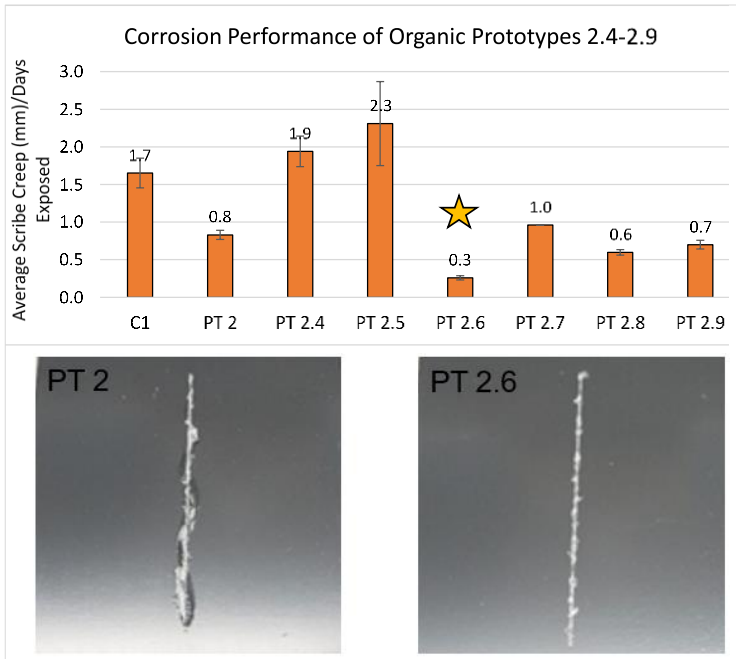 Corrosion Performance of Organic Prototypes 2.4-2.9
Average Scribe Creep (mm)/Days
Exposed
3.0
2.5
2.0
1.5
1.0
0.5
0.0
1.7
0.8
1.9
2.3
0.3
1.0
0.6
0.7
C1 PT 2 PT 2.4 PT 2.5 PT 2.6 PT 2.7 PT 2.8 PT 2.9
PT 2
PT 2.6